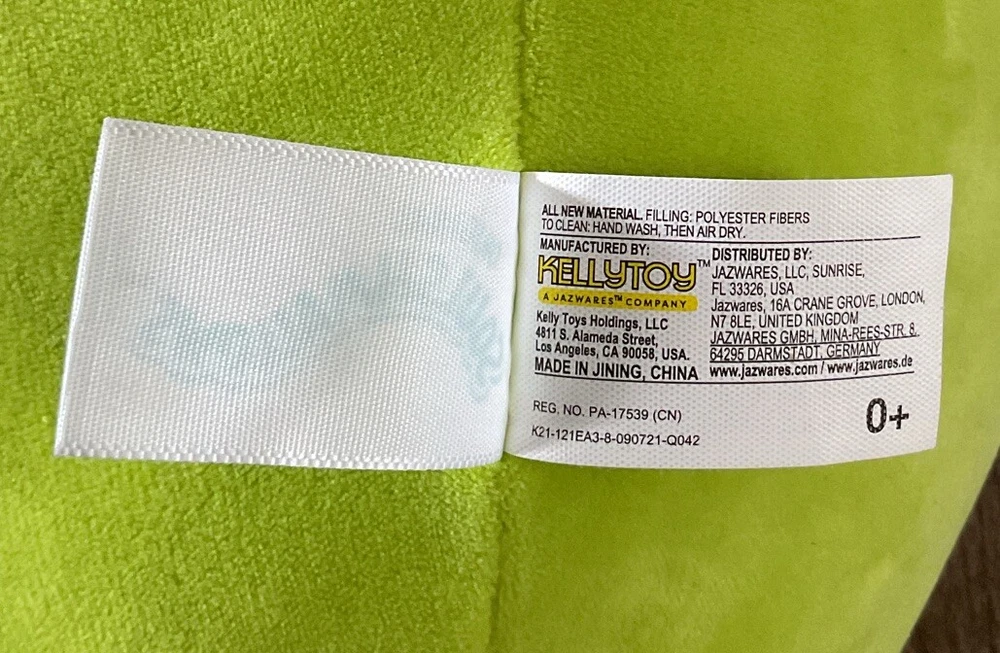 ALL NEW MATERIAL. FILLING: POLYESTER FIBERS
TO CLEAN: HAND WASH, THEN AIR DRY.
MANUFACTURED BY:
KELLYTOY™
A JAZWARES™ COMPANY
Kelly Toys Holdings, LLC
4811 S. Alameda Street,
Los Angeles, CA 90058, USA.
MADE IN JINING, CHINA
DISTRIBUTED BY:
JAZWARES, LLC, SUNRISE,
FL 33326, USA
Jazwares, 16A CRANE GROVE, LONDON,
N7 8LE, UNITED KINGDOM
JAZWARES GMBH, MINA-REES-STR. 8,
64295 DARMSTADT, GERMANY
www.jazwares.com / www.jazwares.de
REG. NO. PA-17539 (CN)
K21-121EA3-8-090721-Q042
0+